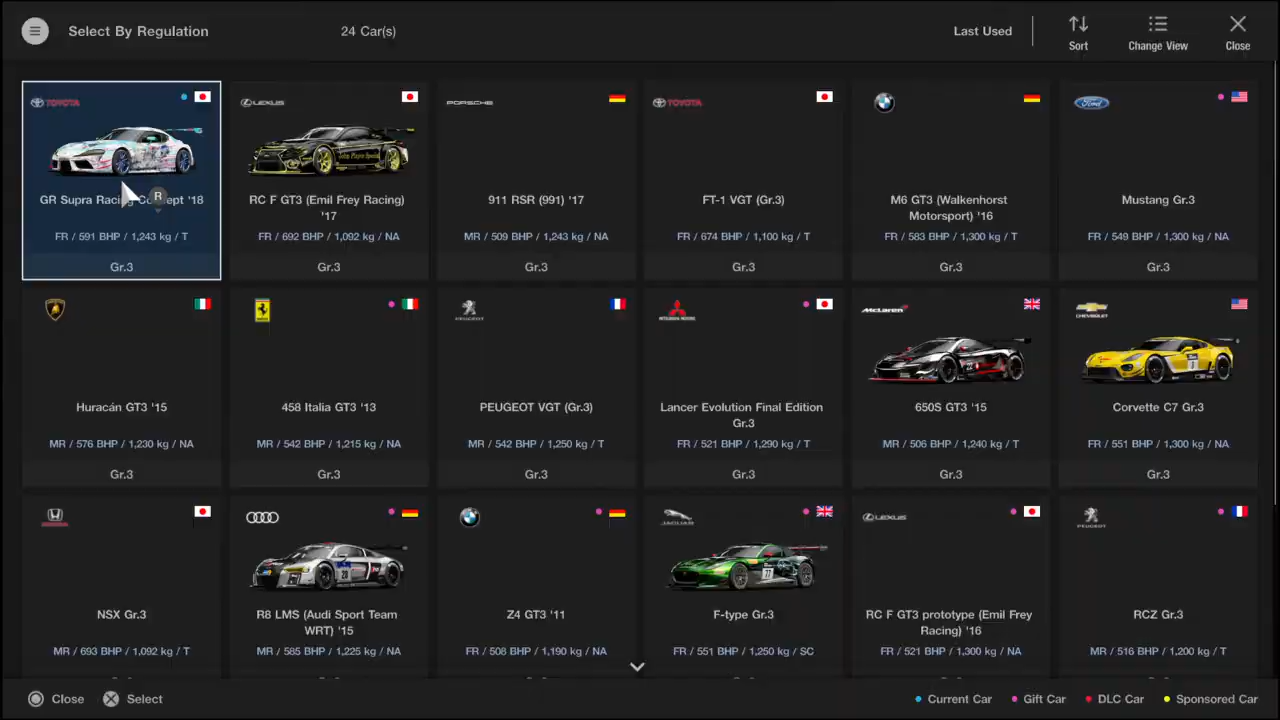 Select By Regulation
24 Car(s)
Last Used
Sort
Change View
Close
TOYOTA
GR Supra Racing Concept '18
FR / 591 BHP / 1,243 kg / T
Gr.3
LEXUS
John Player Special
RC F GT3 (Emil Frey Racing)
'17
FR / 692 BHP / 1,092 kg / NA
Gr.3
PORSCHE
911 RSR (991) '17
MR / 509 BHP / 1,243 kg / NA
Gr.3
TOYOTA
FT-1 VGT (Gr.3)
FR / 674 BHP / 1,100 kg / T
Gr.3
M6 GT3 (Walkenhorst
Motorsport) '16
FR / 583 BHP / 1,300 kg / T
Gr.3
Ford
Mustang Gr.3
FR / 549 BHP / 1,300 kg / NA
Gr.3
Huracán GT3 '15
MR / 576 BHP / 1,230 kg / NA
Gr.3
458 Italia GT3 '13
MR / 542 BHP / 1,215 kg / NA
Gr.3
PEUGEOT
PEUGEOT VGT (Gr.3)
MR / 542 BHP / 1,250 kg / T
Gr.3
MITSUBISHI MOTORS
Lancer Evolution Final Edition
Gr.3
FR / 521 BHP / 1,290 kg / T
Gr.3
McLaren
650S GT3 '15
MR / 506 BHP / 1,240 kg / T
Gr.3
CHEVROLET
Corvette C7 Gr.3
FR / 551 BHP / 1,300 kg / NA
Gr.3
HONDA
NSX Gr.3
MR / 693 BHP / 1,092 kg / T
R8 LMS (Audi Sport Team
WRT) '15
MR / 585 BHP / 1,225 kg / NA
Z4 GT3 '11
FR / 508 BHP / 1,190 kg / NA
JAGUAR
77
F-type Gr.3
FR / 551 BHP / 1,250 kg / SC
LEXUS
RC F GT3 prototype (Emil Frey
Racing) '16
FR / 521 BHP / 1,300 kg / NA
PEUGEOT
RCZ Gr.3
MR / 516 BHP / 1,200 kg / T
R
Close
Select
Current Car
Gift Car
DLC Car
Sponsored Car